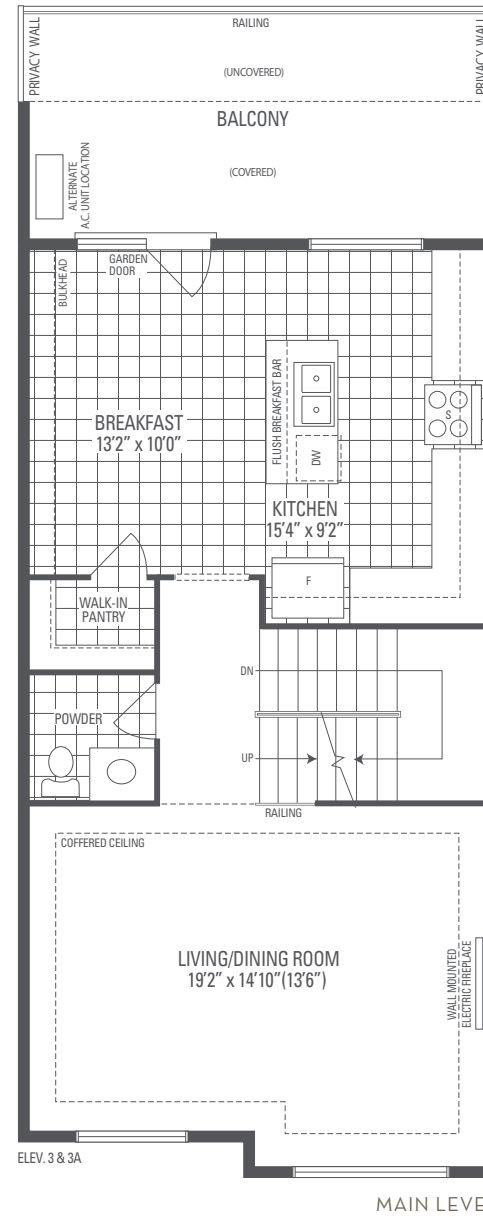 RAILING
PRIVACY WALL
PRIVACY WALL
(UNCOVERED)
BALCONY
(COVERED)
ALTERNATE
A.C. UNIT LOCATION
GARDEN
DOOR
BULKHEAD
FLUSH BREAKFAST BAR
S
BREAKFAST
13'2" x 10'0"
DW
KITCHEN
15'4" x 9'2"
F
WALK-IN
PANTRY
DN
POWDER
UP
RAILING
COFFERED CEILING
LIVING/DINING ROOM
19'2" x 14'10"(13'6")
WALL MOUNTED
ELECTRIC FIREPLACE
ELEV. 3 & 3A
MAIN LEVE